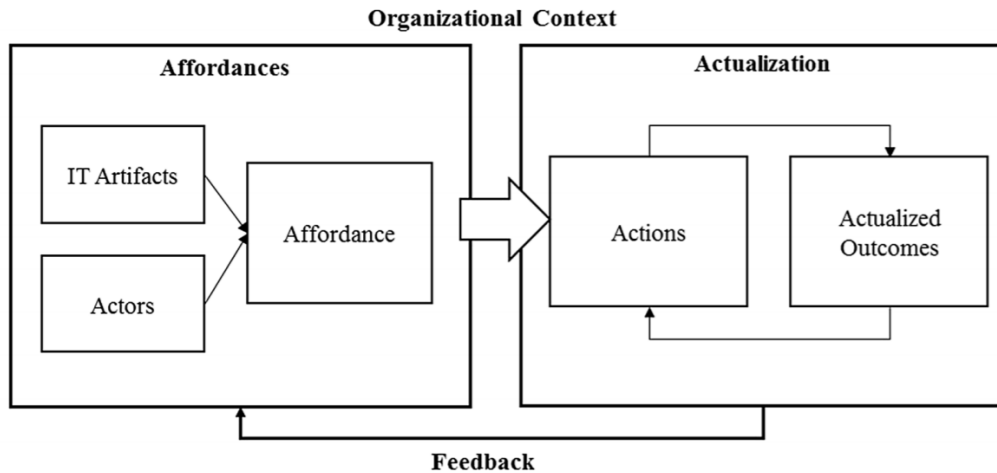 Organizational Context
Affordances
IT Artifacts
Actors
Affordance
Actualization
Actions
Actualized
Outcomes
Feedback